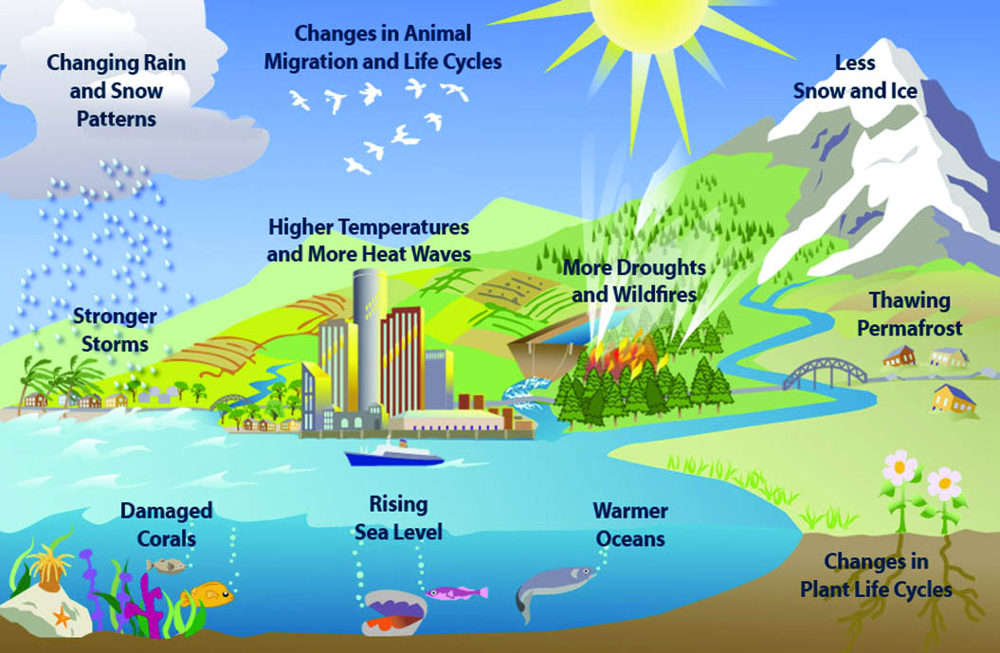 Changing Rain
and Snow
Patterns
Changes in Animal
Migration and Life Cycles
Less
Snow and Ice
Higher Temperatures
and More Heat Waves
More Droughts
and Wildfires
Stronger
Storms
Thawing
Permafrost
Damaged
Corals
Rising
Sea Level
Warmer
Oceans
Changes in
Plant Life Cycles